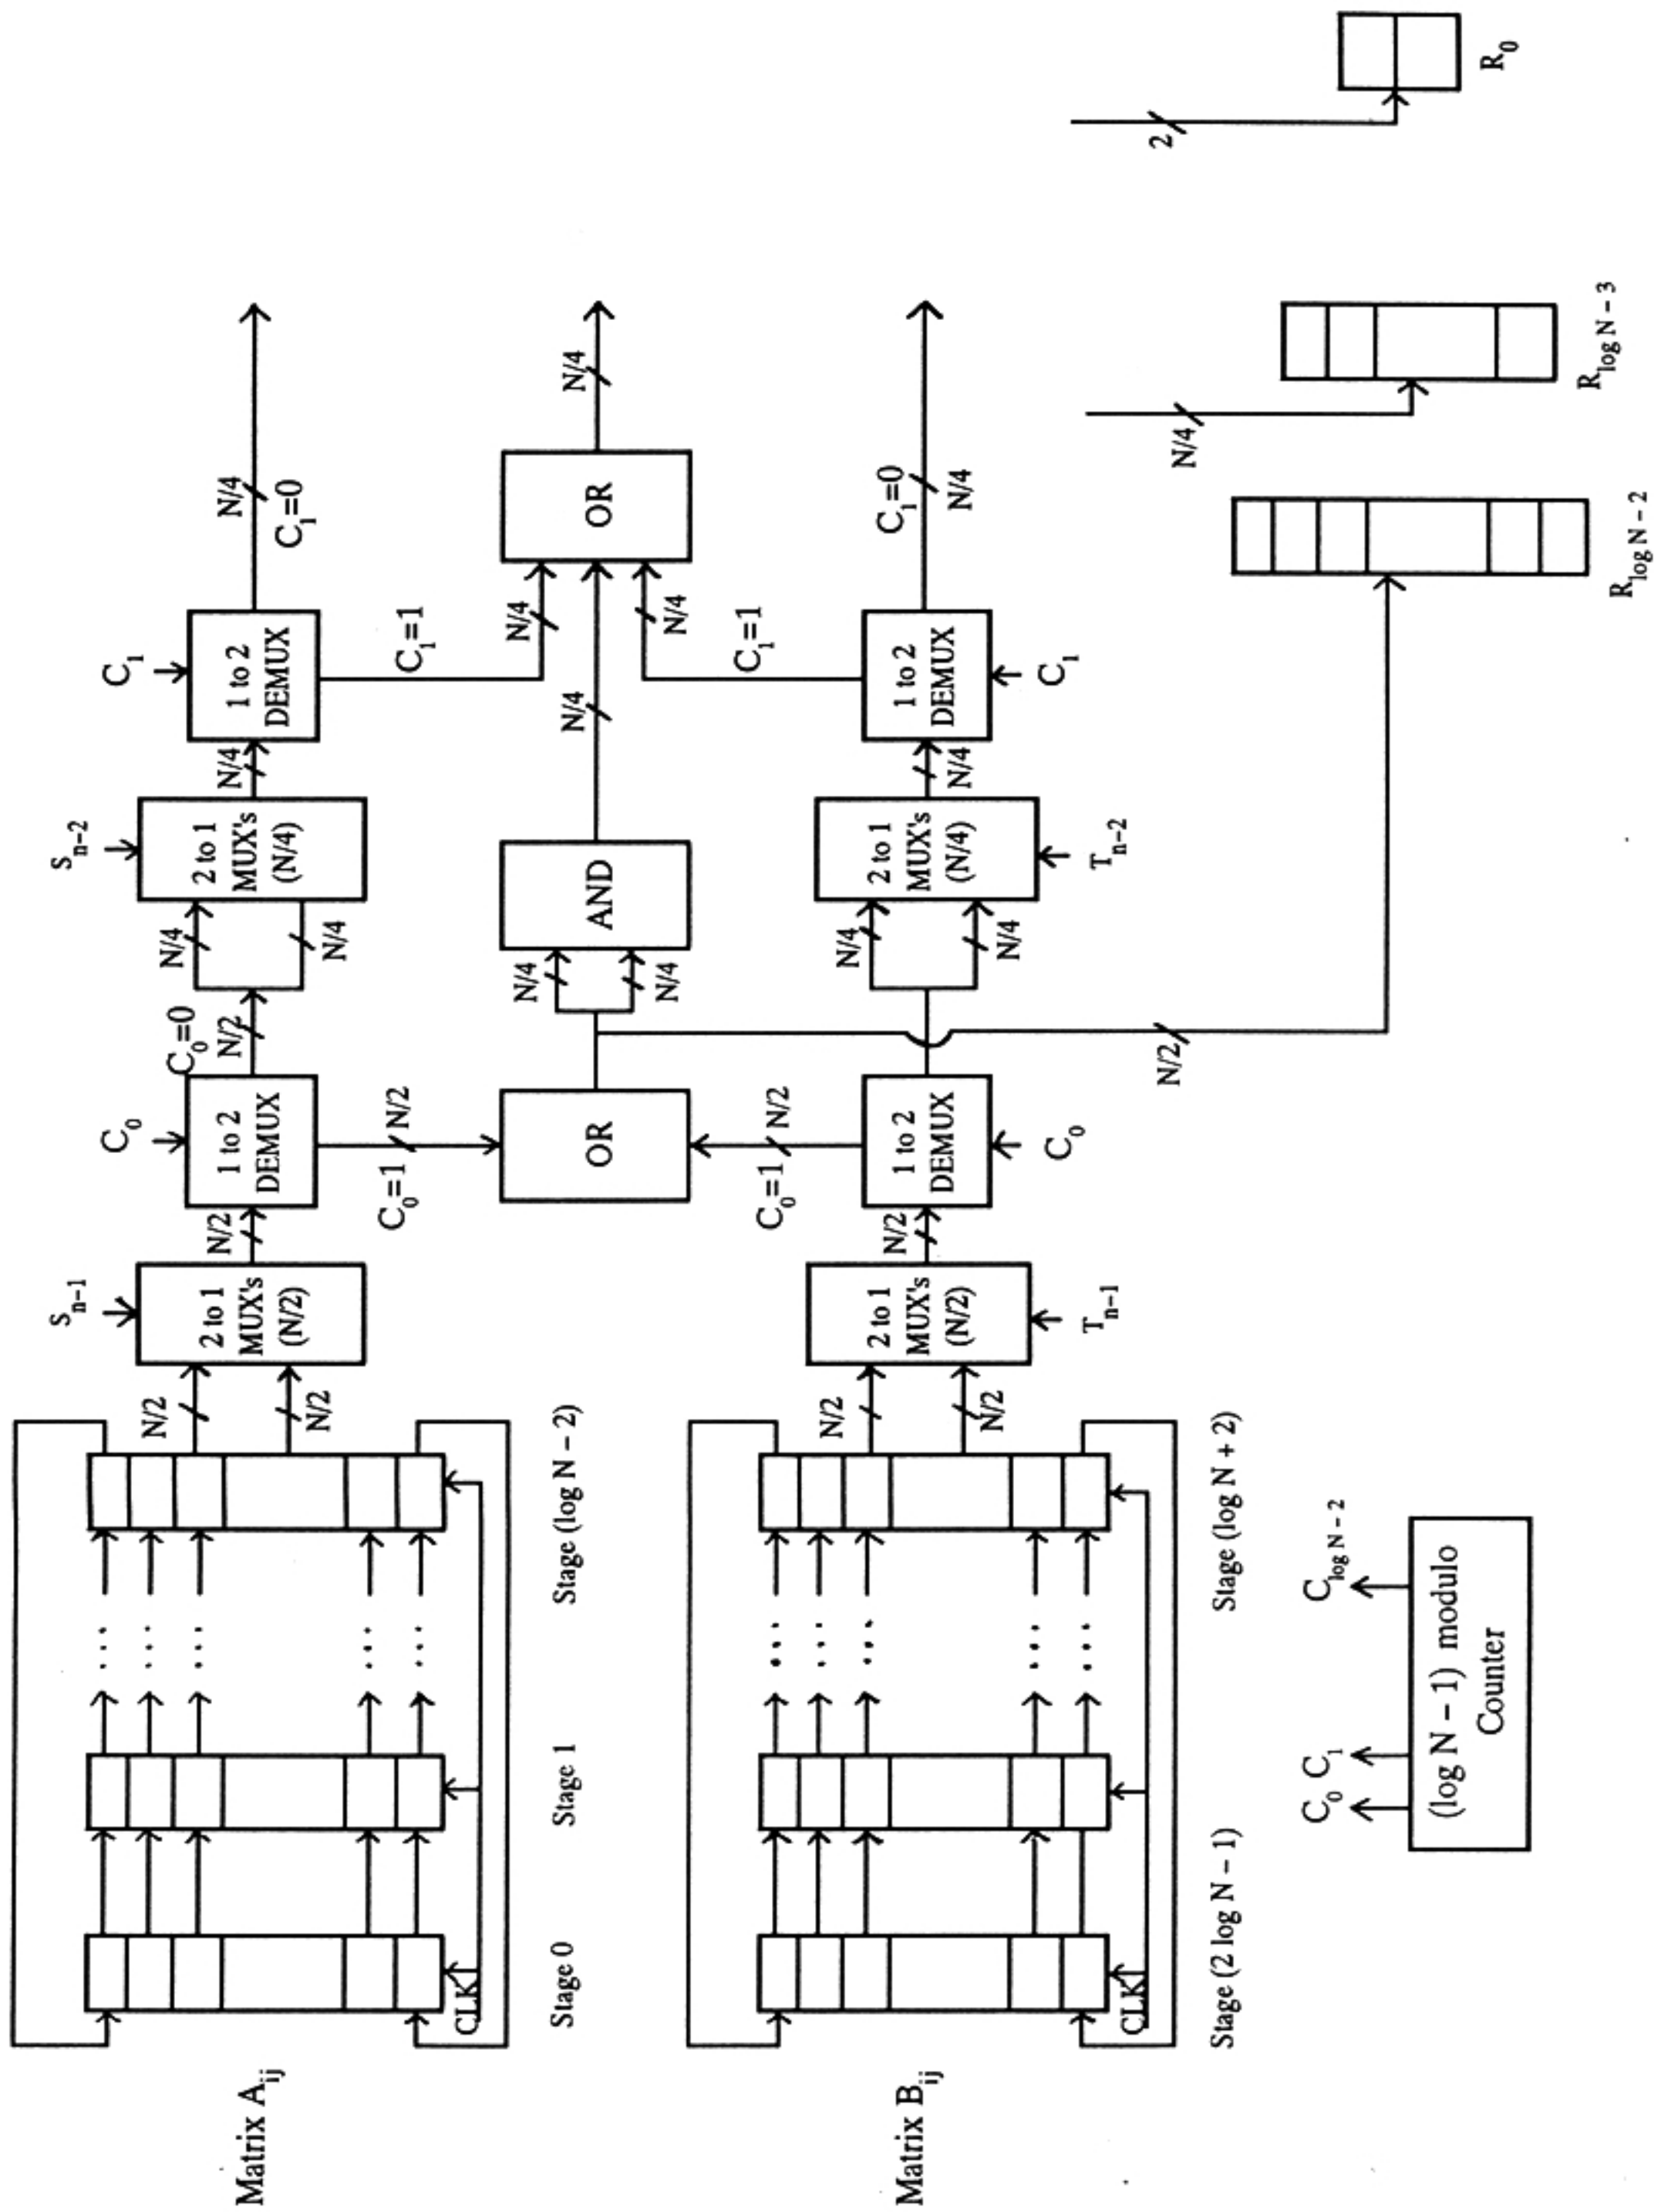 Matrix A_ij
CLK
Stage 0
Stage 1
Stage (log N – 2)
...
...
...
...
...
N/2
N/2
S_n–1
2 to 1
MUX's
(N/2)
N/2
C_0
1 to 2
DEMUX
C_0=0
N/2
C_0=1
N/2
N/4
N/4
S_n–2
2 to 1
MUX's
(N/4)
N/4
C_1
1 to 2
DEMUX
N/4
C_1=0
C_1=1
N/4
OR
N/4
N/4
AND
N/4
OR
N/4
Matrix B_ij
CLK
Stage (2 log N – 1)
Stage (log N + 2)
...
...
...
...
...
N/2
N/2
T_n–1
2 to 1
MUX's
(N/2)
N/2
C_0
1 to 2
DEMUX
C_0=1
N/2
N/4
N/4
T_n–2
2 to 1
MUX's
(N/4)
N/4
C_1
1 to 2
DEMUX
C_1=1
N/4
C_1=0
N/4
N/2
R_log N – 2
N/4
R_log N – 3
2
R_0
C_0 C_1 C_log N – 2
(log N – 1) modulo
Counter